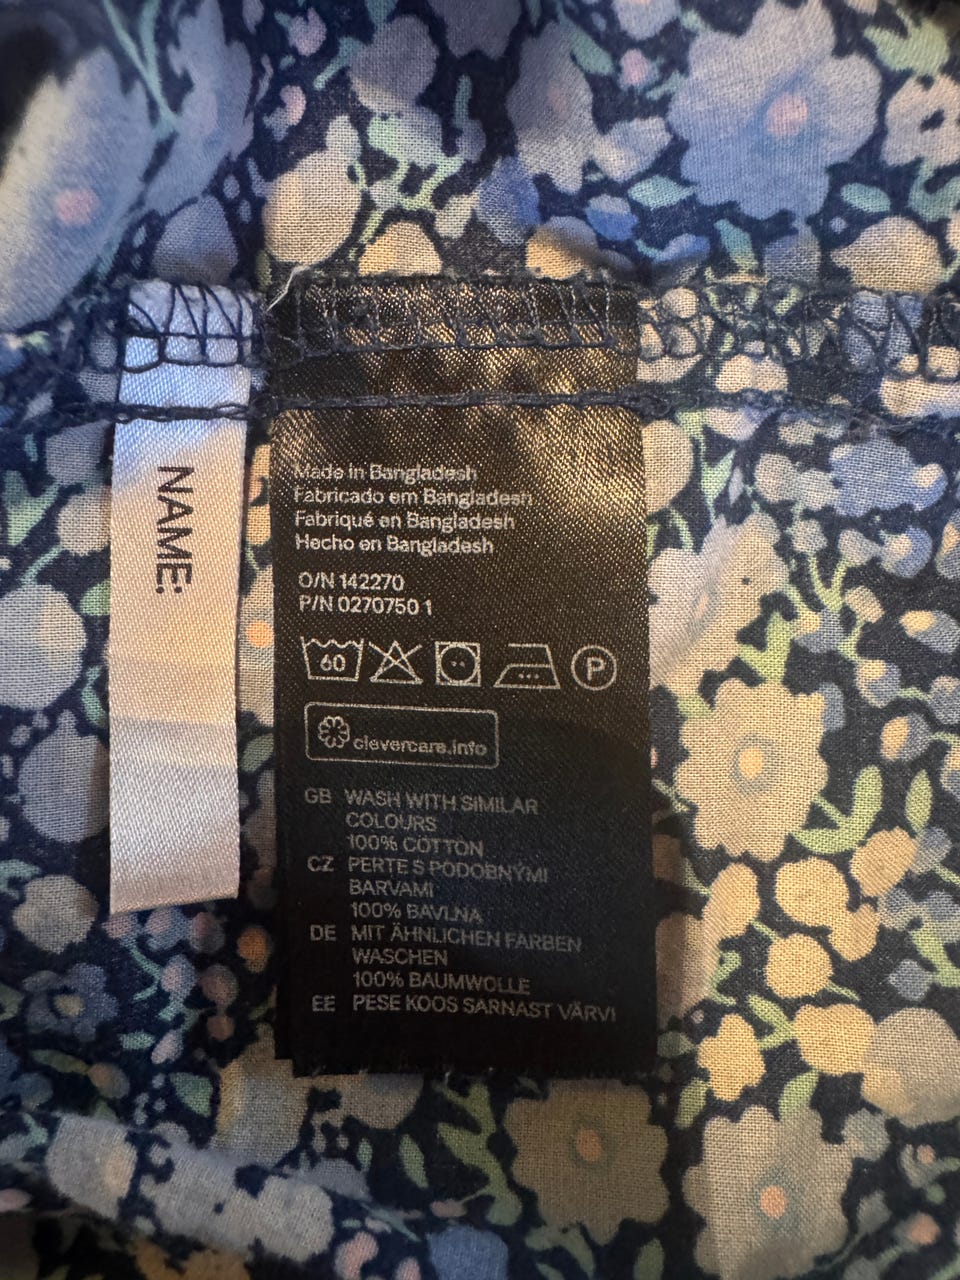 NAME:
Made in Bangladesh
Fabricado em Bangladesh
Fabriqué en Bangladesh
Hecho en Bangladesh
O/N 142270
P/N 0270750 1
60 P
clevercare.info
GB WASH WITH SIMILAR
COLOURS
100% COTTON
CZ PERTE S PODOBNÝMI
BARVAMI
100% BAVLNA
DE MIT ÄHNLICHEN FARBEN
WASCHEN
100% BAUMWOLLE
EE PESE KOOS SARNAST VÄRVI